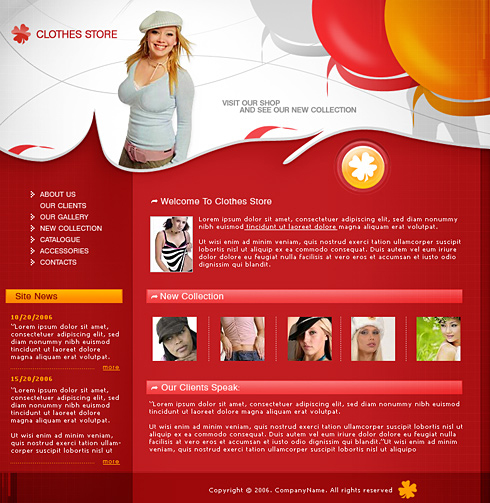 CLOTHES STORE
VISIT OUR SHOP
AND SEE OUR NEW COLLECTION
ABOUT US
OUR CLIENTS
OUR GALLERY
NEW COLLECTION
CATALOGUE
ACCESSORIES
CONTACTS
Site News
10/20/2006
"Lorem ipsum dolor sit amet,
consectetuer adipiscing elit, sed
diam nonummy nibh euismod
tincidunt ut laoreet dolore
magna aliquam erat volutpat.
more
15/20/2006
"Lorem ipsum dolor sit amet,
consectetuer adipiscing elit, sed
diam nonummy nibh euismod
tincidunt ut laoreet dolore
magna aliquam erat volutpat.
Ut wisi enim ad minim veniam,
quis nostrud exerci tation ullam-
corper suscipit lobortis nisl ut
more
Welcome To Clothes Store
Lorem ipsum dolor sit amet, consectetuer adipiscing elit, sed diam nonummy
nibh euismod tincidunt ut laoreet dolore magna aliquam erat volutpat.
Ut wisi enim ad minim veniam, quis nostrud exerci tation ullamcorper suscipit
lobortis nisl ut aliquip ex ea commodo consequat. Duis autem vel eum iriure dolor
dolore eu feugiat nulla facilisis at vero eros et accumsan et iusto odio
dignissim qui blandit.
New Collection
Our Clients Speak:
"Lorem ipsum dolor sit amet, consectetuer adipiscing elit, sed diam nonummy nibh
euismod tincidunt ut laoreet dolore magna aliquam erat volutpat.
Ut wisi enim ad minim veniam, quis nostrud exerci tation ullamcorper suscipit lobortis nisl ut
aliquip ex ea commodo consequat. Duis autem vel eum iriure dolor dolore eu feugiat nulla
facilisis at vero eros et accumsan et iusto odio dignissim qui blandit."Ut wisi enim ad minim
veniam, quis nostrud exerci tation ullamcorper suscipit lobortis nisl ut aliquipo
Copyright © 2006. CompanyName. All rights reserved